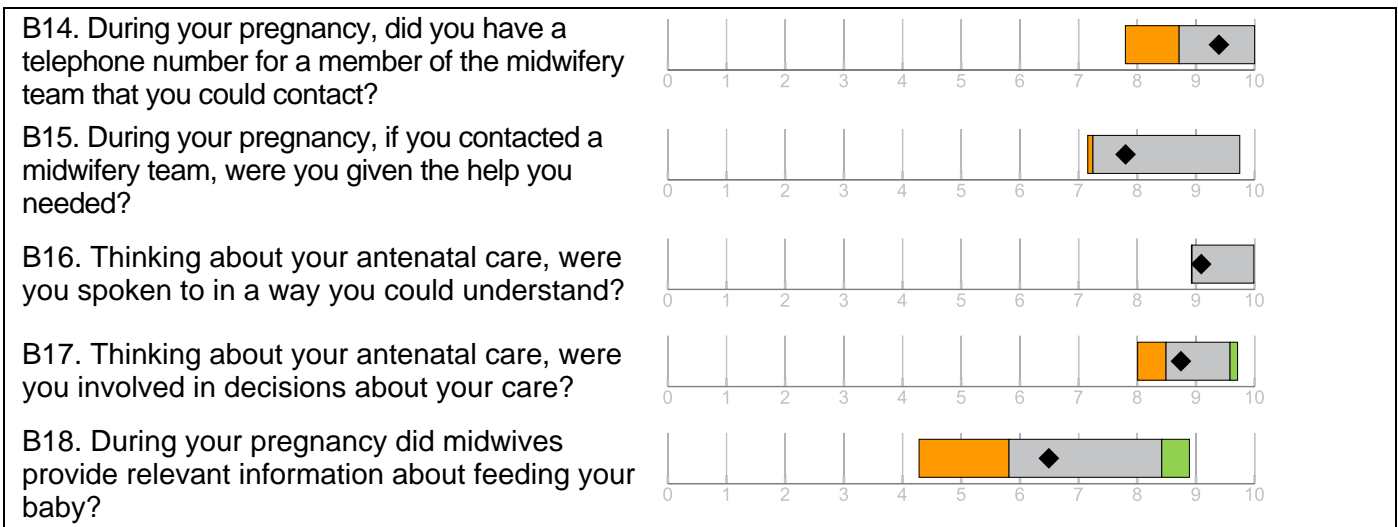 B14. During your pregnancy, did you have a
telephone number for a member of the midwifery
team that you could contact?
0 1 2 3 4 5 6 7 8 9 10
B15. During your pregnancy, if you contacted a
midwifery team, were you given the help you
needed?
0 1 2 3 4 5 6 7 8 9 10
B16. Thinking about your antenatal care, were
you spoken to in a way you could understand?
0 1 2 3 4 5 6 7 8 9 10
B17. Thinking about your antenatal care, were
you involved in decisions about your care?
0 1 2 3 4 5 6 7 8 9 10
B18. During your pregnancy did midwives
provide relevant information about feeding your
baby?
0 1 2 3 4 5 6 7 8 9 10